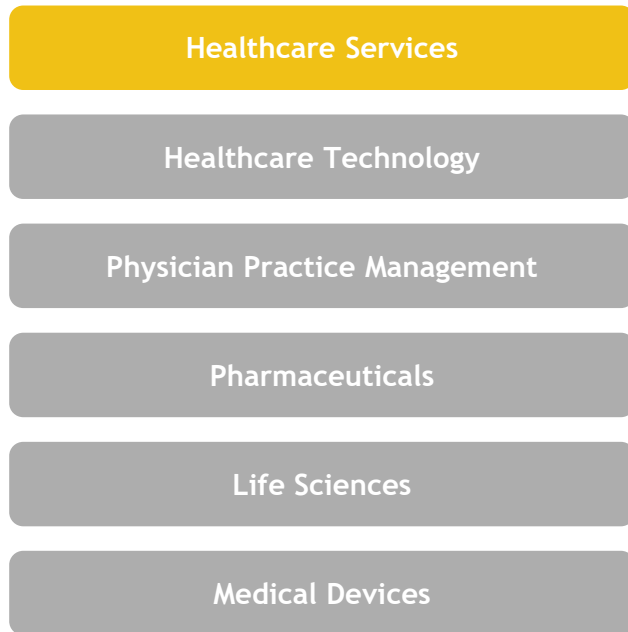 Healthcare Services
Healthcare Technology
Physician Practice Management
Pharmaceuticals
Life Sciences
Medical Devices